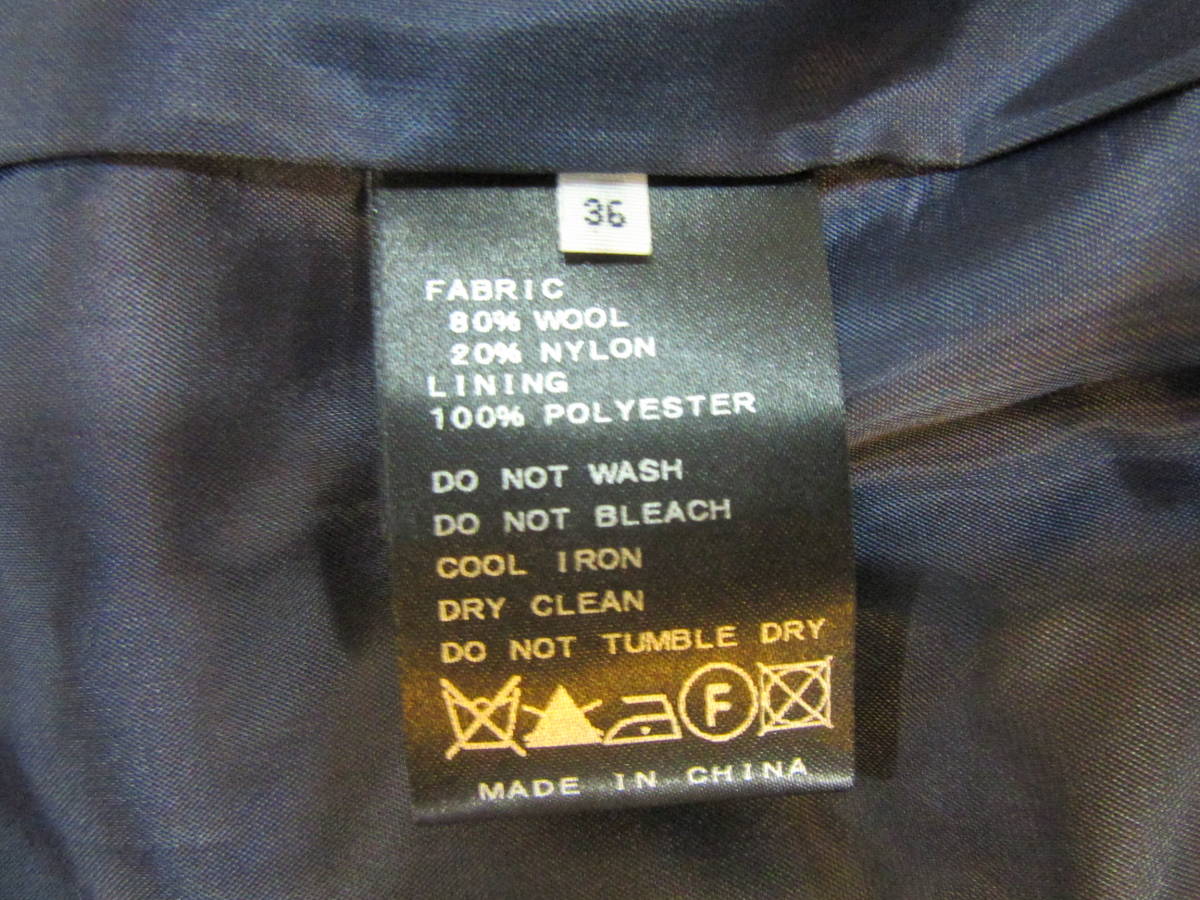 36
FABRIC
80% WOOL
20% NYLON
LINING
100% POLYESTER
DO NOT WASH
DO NOT BLEACH
COOL IRON
DRY CLEAN
DO NOT TUMBLE DRY
F
MADE IN CHINA